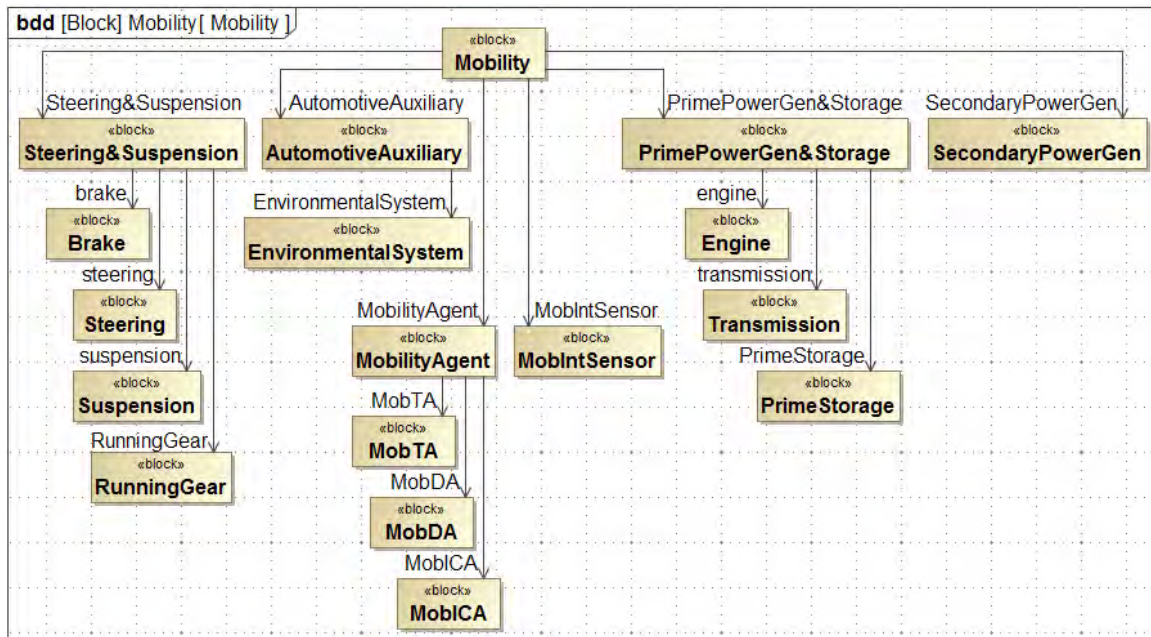 bdd [Block] Mobility[ Mobility ]
«block»
Mobility
Steering&Suspension
«block»
Steering&Suspension
brake
«block»
Brake
steering
«block»
Steering
suspension
«block»
Suspension
RunningGear
«block»
RunningGear
AutomotiveAuxiliary
«block»
AutomotiveAuxiliary
EnvironmentalSystem
«block»
EnvironmentalSystem
MobilityAgent
«block»
MobilityAgent
MobTA
«block»
MobTA
MobDA
«block»
MobDA
MobICA
«block»
MobICA
MobIntSensor
«block»
MobIntSensor
PrimePowerGen&Storage
«block»
PrimePowerGen&Storage
engine
«block»
Engine
transmission
«block»
Transmission
PrimeStorage
«block»
PrimeStorage
SecondaryPowerGen
«block»
SecondaryPowerGen